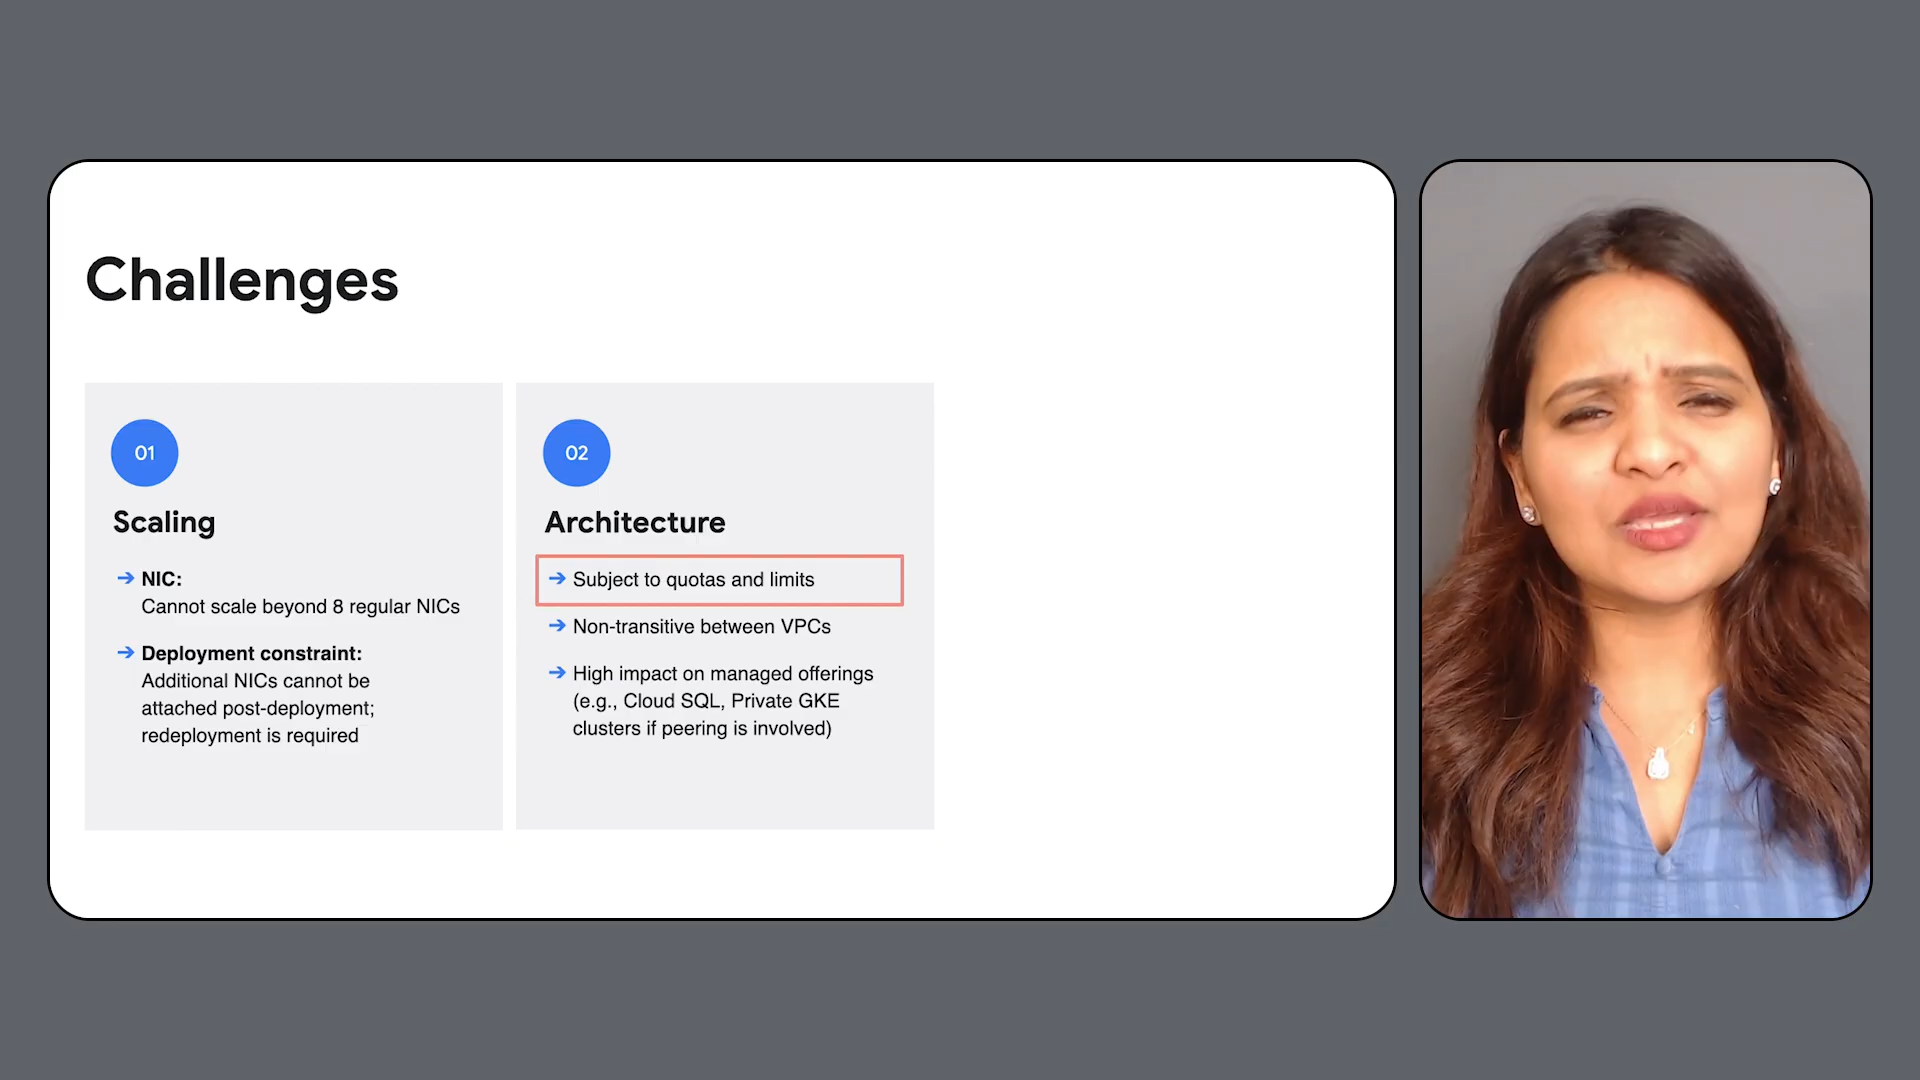 Challenges
01
Scaling
→ NIC:
Cannot scale beyond 8 regular NICs
→ Deployment constraint:
Additional NICs cannot be
attached post-deployment;
redeployment is required
02
Architecture
→ Subject to quotas and limits
→ Non-transitive between VPCs
→ High impact on managed offerings
(e.g., Cloud SQL, Private GKE
clusters if peering is involved)